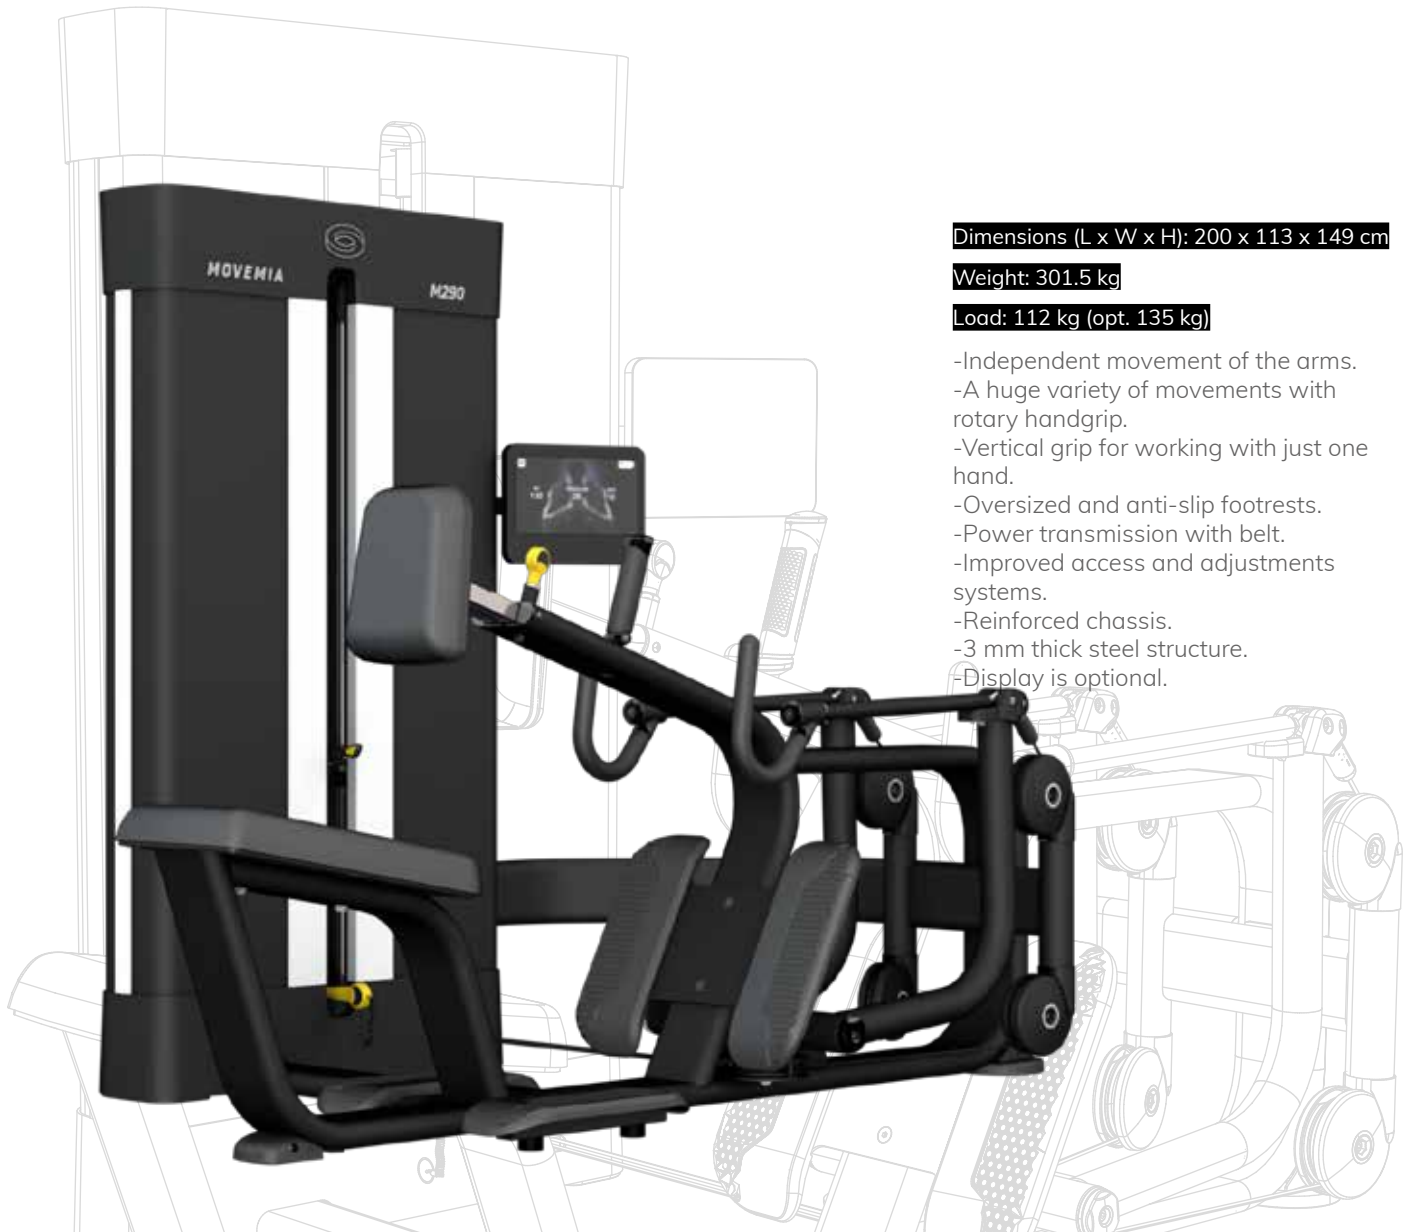 MOVEMIA
M290
Dimensions (L x W x H): 200 x 113 x 149 cm
Weight: 301.5 kg
Load: 112 kg (opt. 135 kg)
-Independent movement of the arms.
-A huge variety of movements with
rotary handgrip.
-Vertical grip for working with just one
hand.
-Oversized and anti-slip footrests.
-Power transmission with belt.
-Improved access and adjustments
systems.
-Reinforced chassis.
-3 mm thick steel structure.
-Display is optional.